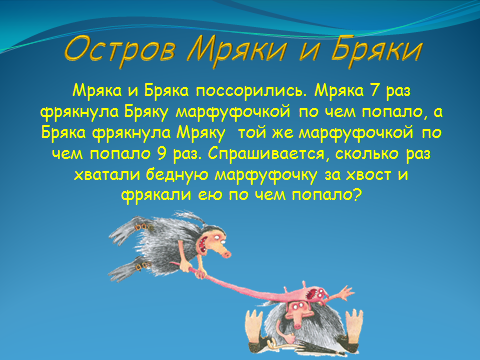 Остров Мряки и Бряки
Мряка и Бряка поссорились. Мряка 7 раз
фрякнула Бряку марфуфочкой по чем попало, а
Бряка фрякнула Мряку той же марфуфочкой по
чем попало 9 раз. Спрашивается, сколько раз
хватали бедную марфуфочку за хвост и
фрякали ею по чем попало?